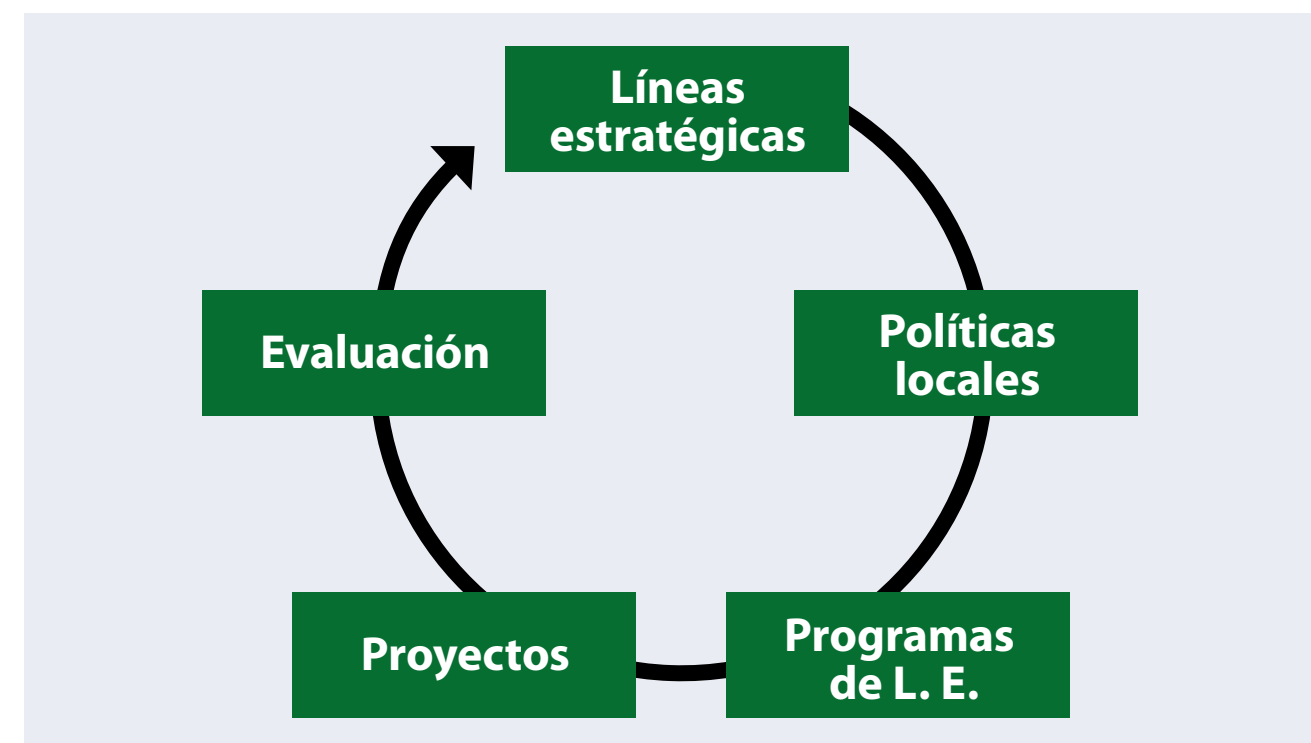 Líneas
estratégicas
Políticas
locales
Evaluación
Programas
de L. E.
Proyectos